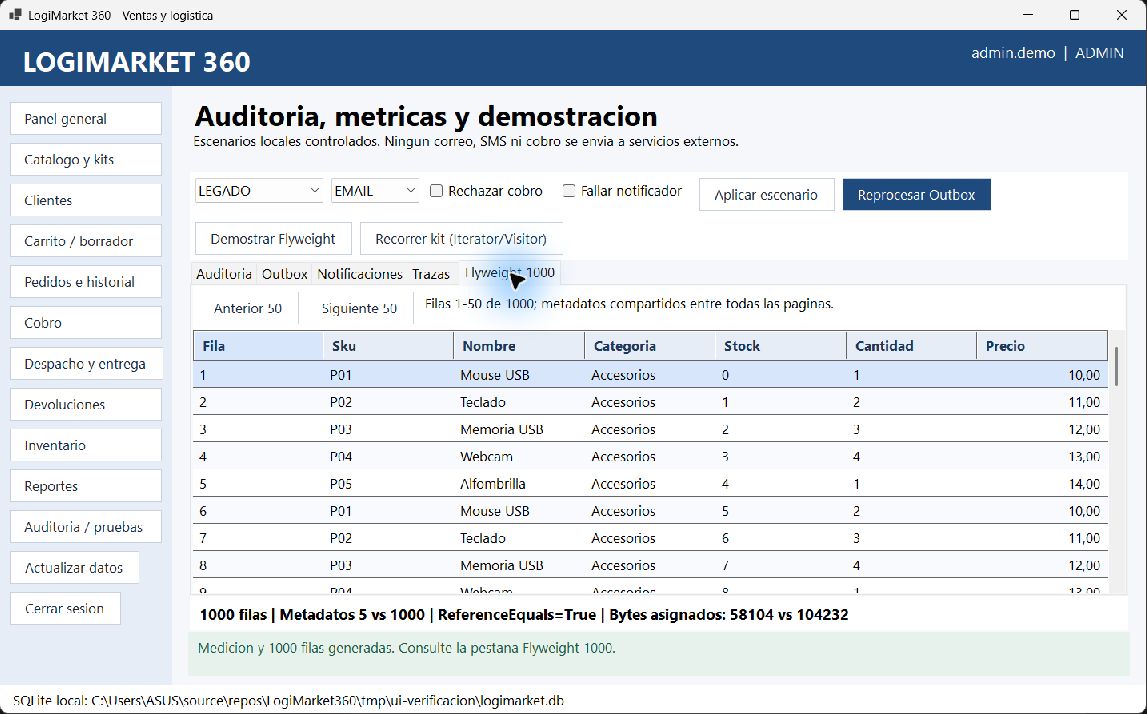 LogiMarket 360 Ventas y logistica
LOGIMARKET 360
admin.demo | ADMIN
Panel general
Catalogo y kits
Clientes
Carrito / borrador
Pedidos e historial
Cobro
Despacho y entrega
Devoluciones
Inventario
Reportes
Auditoria / pruebas
Actualizar datos
Cerrar sesion
Auditoria, metricas y demostracion
Escenarios locales controlados. Ningun correo, SMS ni cobro se envia a servicios externos.
LEGADO EMAIL Rechazar cobro Fallar notificador Aplicar escenario Reprocesar Outbox
Demostrar Flyweight Recorrer kit (Iterator/Visitor)
Auditoria Outbox Notificaciones Trazas Flyweight 1000
Anterior 50 Siguiente 50 Filas 1-50 de 1000; metadatos compartidos entre todas las paginas.
Fila Sku Nombre Categoria Stock Cantidad Precio
1 P01 Mouse USB Accesorios 0 1 10,00
2 P02 Teclado Accesorios 1 2 11,00
3 P03 Memoria USB Accesorios 2 3 12,00
4 P04 Webcam Accesorios 3 4 13,00
5 P05 Alfombrilla Accesorios 4 1 14,00
6 P01 Mouse USB Accesorios 5 2 10,00
7 P02 Teclado Accesorios 6 3 11,00
8 P03 Memoria USB Accesorios 7 4 12,00
9 P04 Webcam Accesorios 8 1 13,00
1000 filas | Metadatos 5 vs 1000 | ReferenceEquals=True | Bytes asignados: 58104 vs 104232
Medicion y 1000 filas generadas. Consulte la pestana Flyweight 1000.
SQLite local: C:\Users\ASUS\source\repos\LogiMarket360\tmp\ui-verificacion\logimarket.db